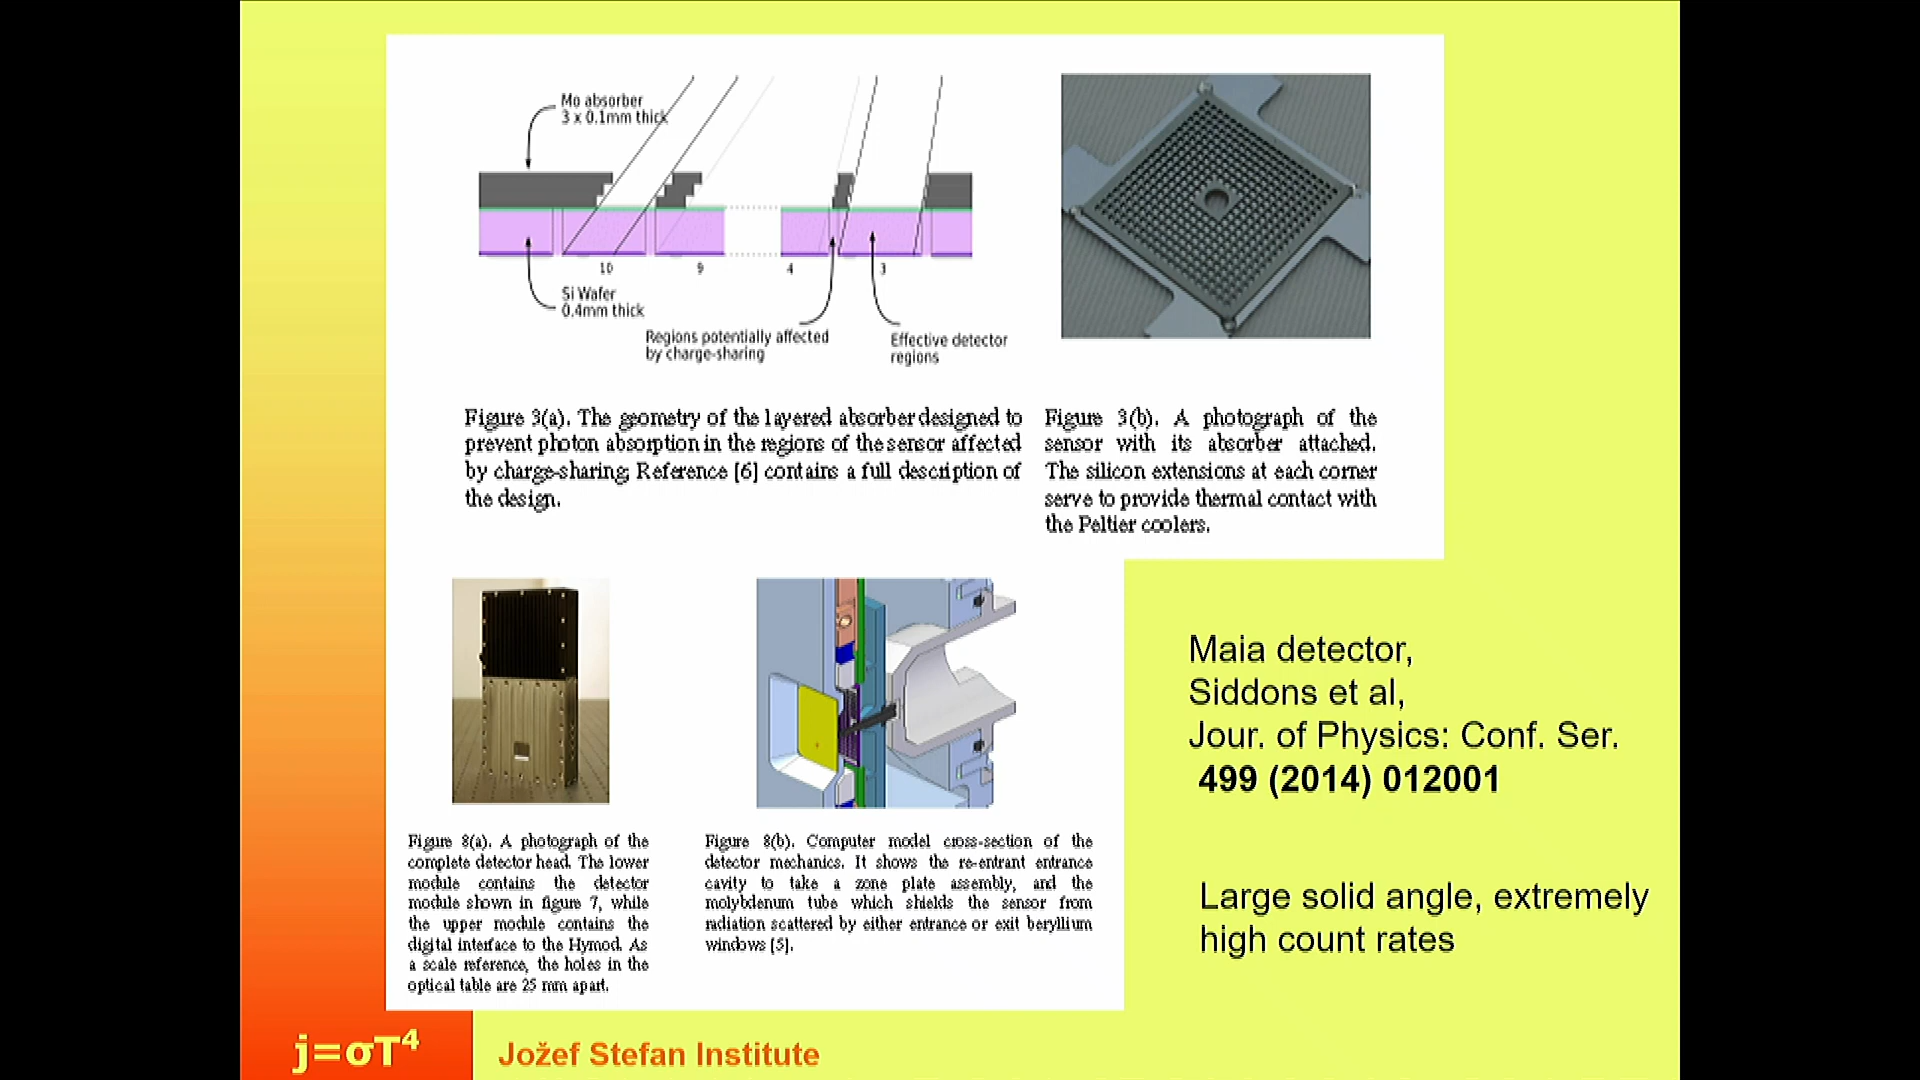 Mo absorber
3 x 0.1mm thick
10
9
4
3
Si Wafer
0.4mm thick
Regions potentially affected
by charge-sharing
Effective detector
regions
Figure 3(a). The geometry of the layered absorber designed to
prevent photon absorption in the regions of the sensor affected
by charge-sharing. Reference [6] contains a full description of
the design.
Figure 3(b). A photograph of the
sensor with its absorber attached.
The silicon extensions at each corner
serve to provide thermal contact with
the Peltier coolers.
Figure 8(a). A photograph of the
complete detector head. The lower
module contains the detector
module shown in figure 7, while
the upper module contains the
digital interface to the Hymod. As
a scale reference, the holes in the
optical table are 25 mm apart.
Figure 8(b). Computer model cross-section of the
detector mechanics. It shows the re-entrant entrance
cavity to take a zone plate assembly, and the
molybdenum tube which shields the sensor from
radiation scattered by either entrance or exit beryllium
windows [5].
Maia detector,
Siddons et al,
Jour. of Physics: Conf. Ser.
499 (2014) 012001
Large solid angle, extremely
high count rates
j=σT⁴
Jožef Stefan Institute